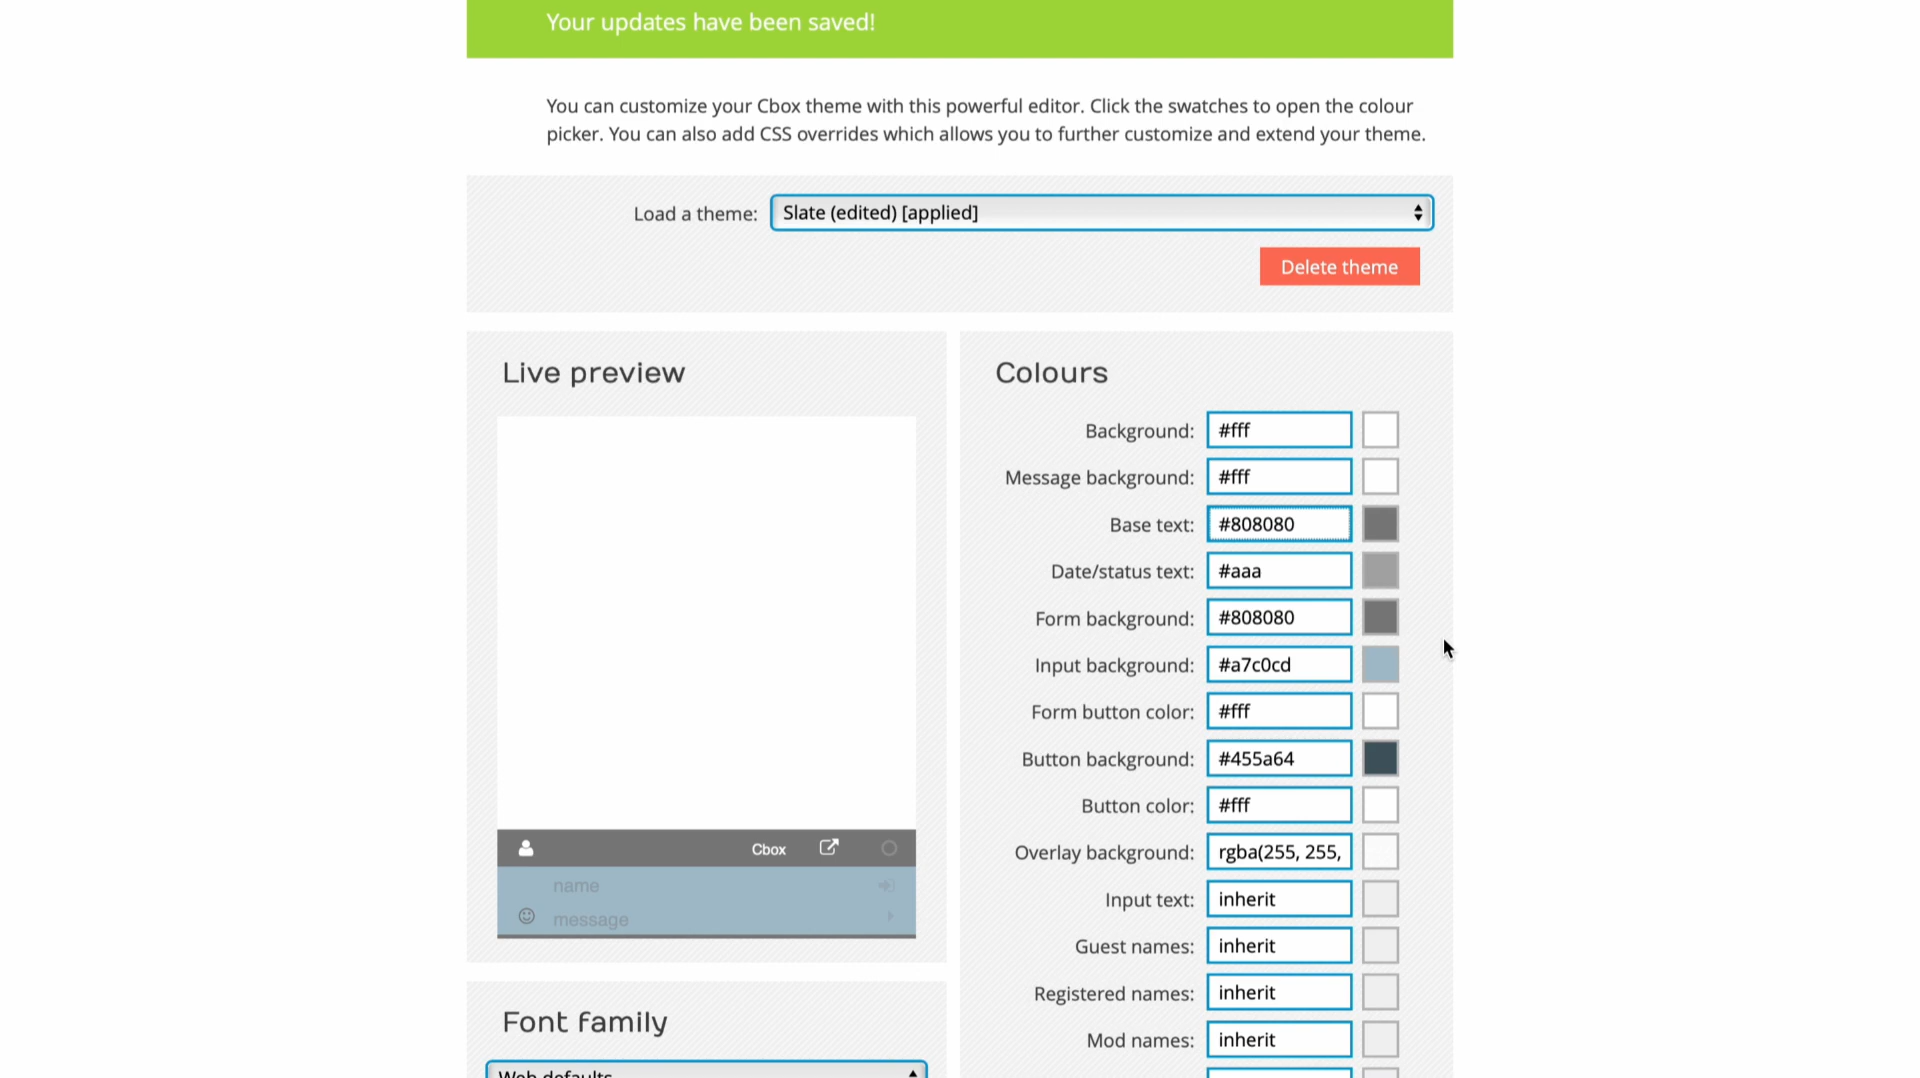 Your updates have been saved!
You can customize your Cbox theme with this powerful editor. Click the swatches to open the colour
picker. You can also add CSS overrides which allows you to further customize and extend your theme.
Load a theme: Slate (edited) [applied]
Delete theme
Live preview
Cbox
name
message
Font family
Web defaults
Colours
Background: #fff
Message background: #fff
Base text: #808080
Date/status text: #aaa
Form background: #808080
Input background: #a7c0cd
Form button color: #fff
Button background: #455a64
Button color: #fff
Overlay background: rgba(255, 255,
Input text: inherit
Guest names: inherit
Registered names: inherit
Mod names: inherit